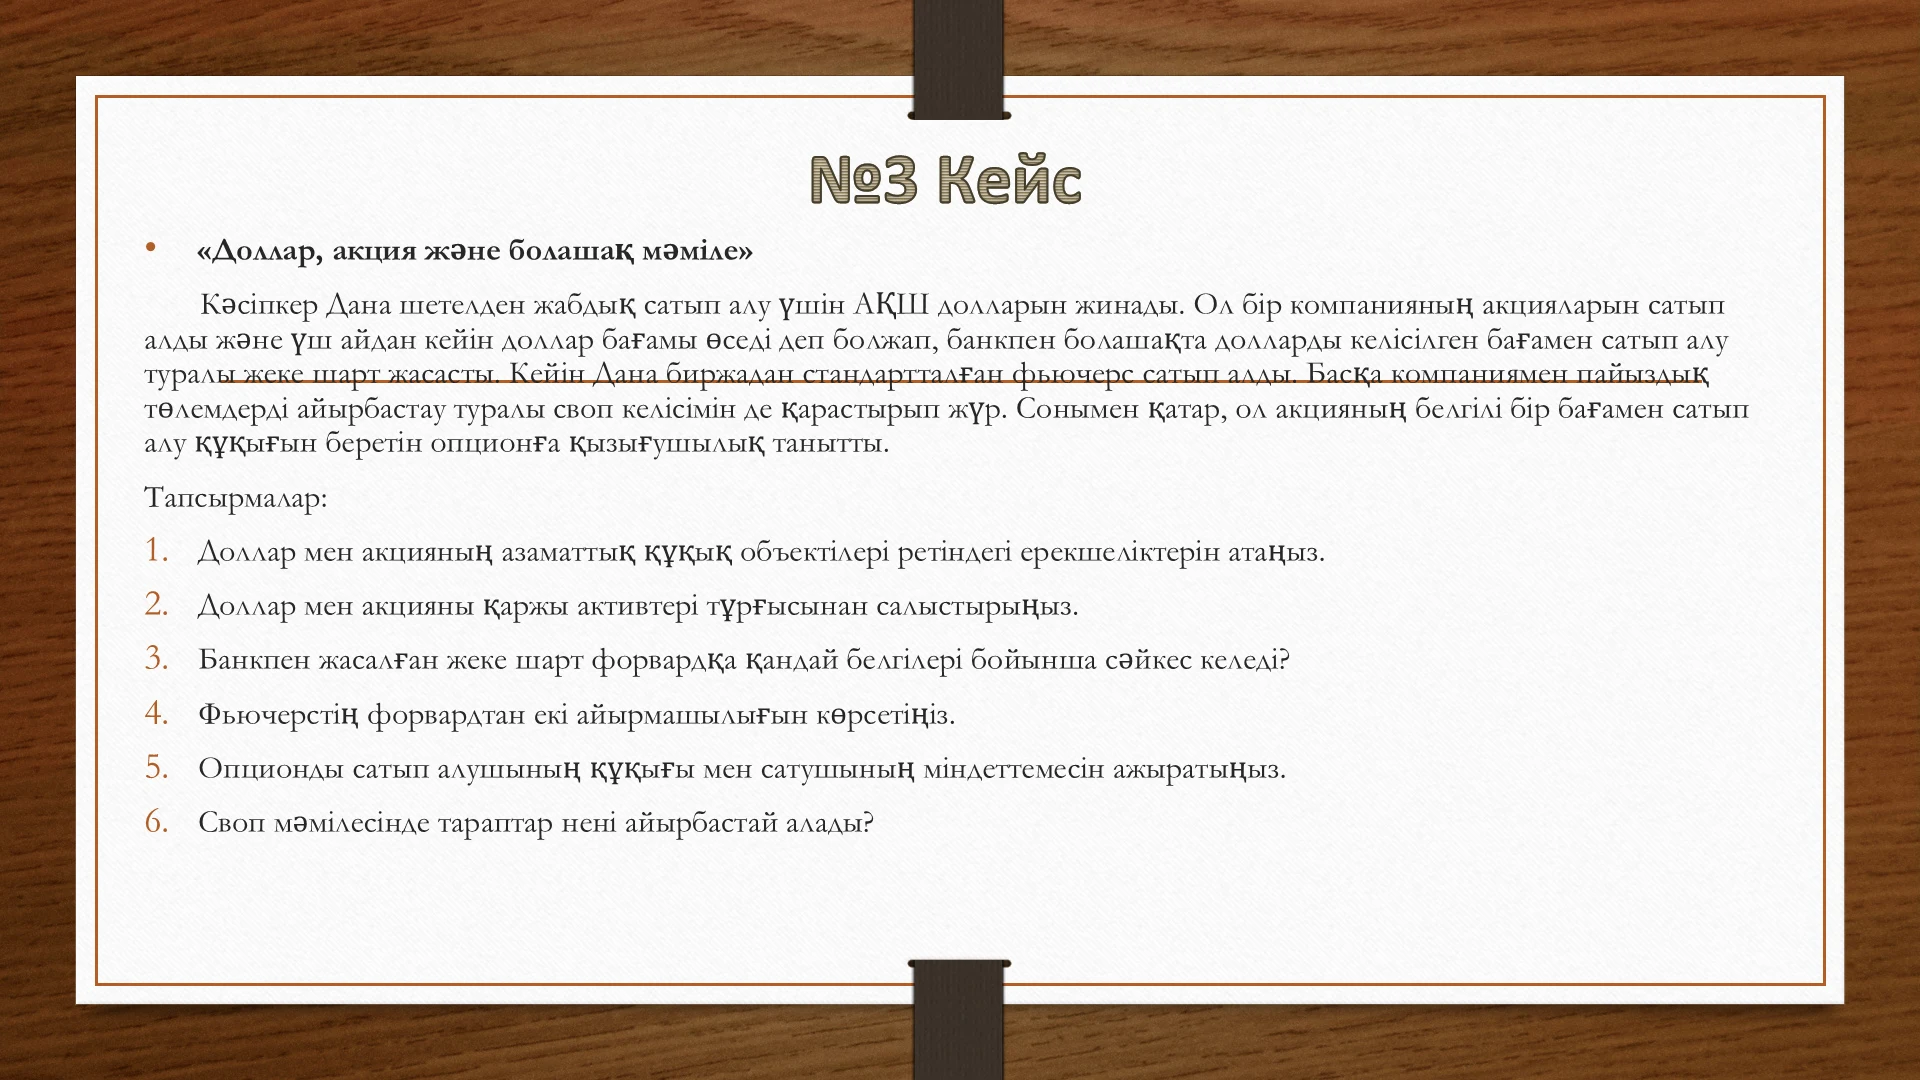 №3 Кейс
• «Доллар, акция және болашақ мәміле»
Кәсіпкер Дана шетелден жабдық сатып алу үшін АҚШ долларын жинады. Ол бір компанияның акцияларын сатып
алды және үш айдан кейін доллар бағамы өседі деп болжап, банкпен болашақта долларды келісілген бағамен сатып алу
туралы жеке шарт жасасты. Кейін Дана биржадан стандартталған фьючерс сатып алды. Басқа компаниямен пайыздық
төлемдерді айырбастау туралы своп келісімін де қарастырып жүр. Сонымен қатар, ол акцияның белгілі бір бағамен сатып
алу құқығын беретін опционға қызығушылық танытты.
Тапсырмалар:
1. Доллар мен акцияның азаматтық құқық объектілері ретіндегі ерекшеліктерін атаңыз.
2. Доллар мен акцияны қаржы активтері тұрғысынан салыстырыңыз.
3. Банкпен жасалған жеке шарт форвардқа қандай белгілері бойынша сәйкес келеді?
4. Фьючерстің форвардтан екі айырмашылығын көрсетіңіз.
5. Опционды сатып алушының құқығы мен сатушының міндеттемесін ажыратыңыз.
6. Своп мәмілесінде тараптар нені айырбастай алады?